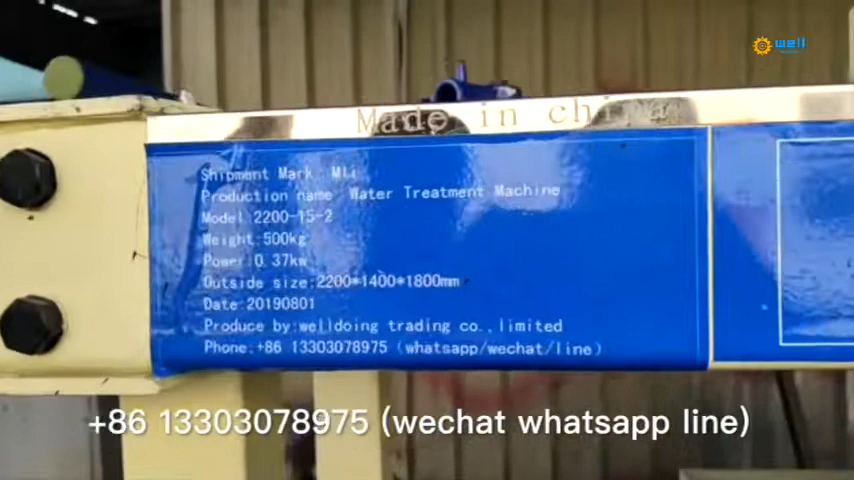 well
Made in china
Shipment Mark: MLi
Production name Water Treatment Machine
Model:2200-15-2
Weight:500kg
Power:0.37kw
Outside size:2200*1400*1800mm
Date:20190801
Produce by:welldoing trading co.,limited
Phone:+86 13303078975 (whatsapp/wechat/line)
+86 13303078975 (wechat whatsapp line)